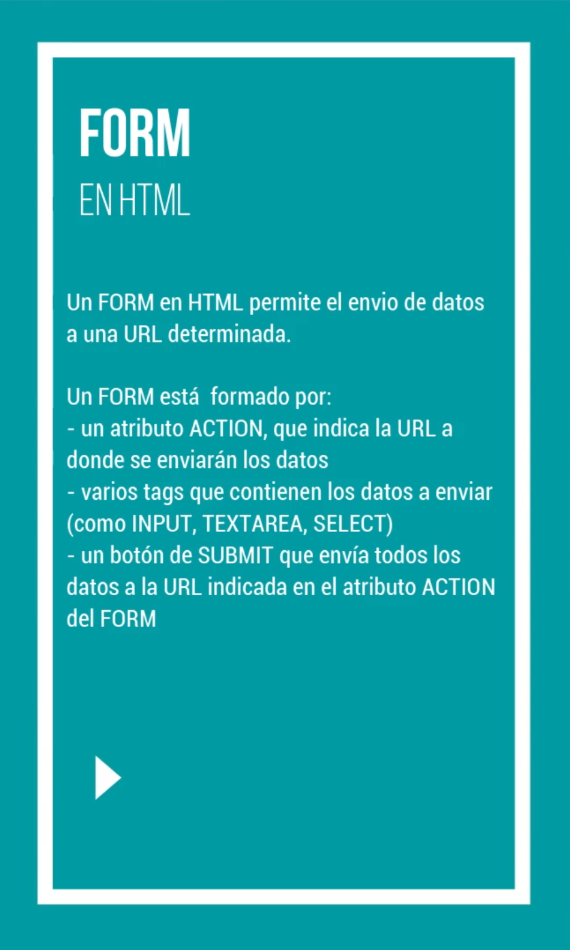 FORM
EN HTML
Un FORM en HTML permite el envio de datos
a una URL determinada.
Un FORM está  formado por:
- un atributo ACTION, que indica la URL a
donde se enviarán los datos
- varios tags que contienen los datos a enviar
(como INPUT, TEXTAREA, SELECT)
- un botón de SUBMIT que envía todos los
datos a la URL indicada en el atributo ACTION
del FORM